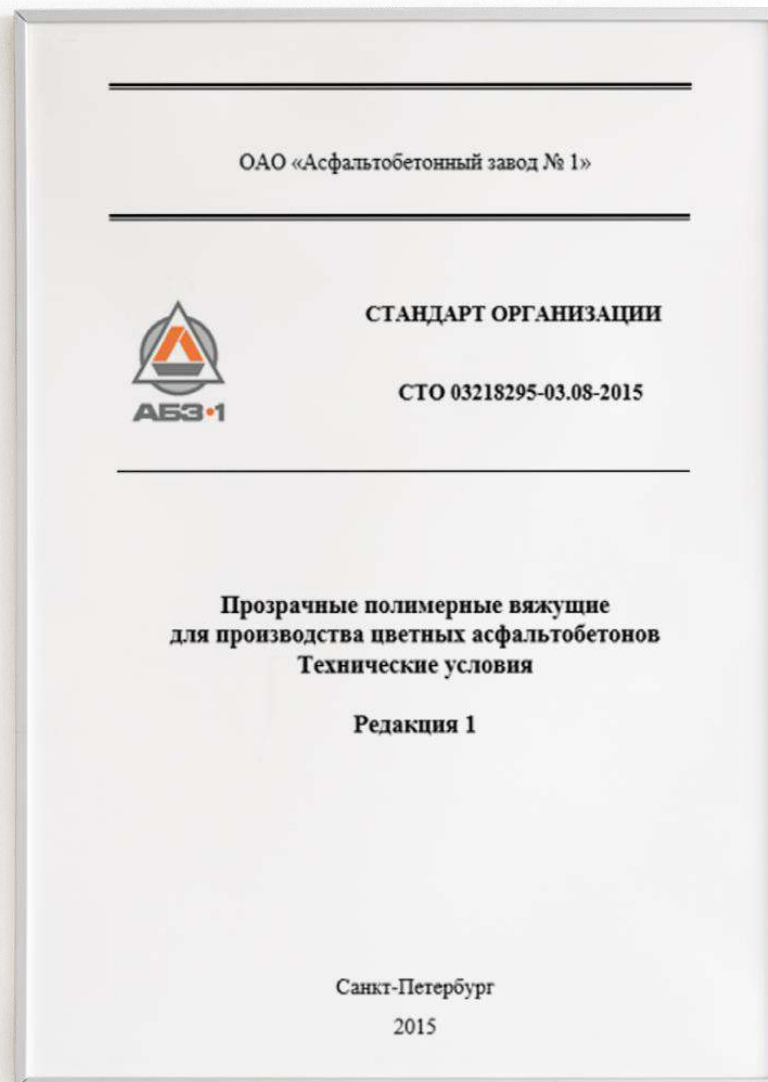 ОАО «Асфальтобетонный завод № 1»
АБЗ•1
СТАНДАРТ ОРГАНИЗАЦИИ
СТО 03218295-03.08-2015
Прозрачные полимерные вяжущие
для производства цветных асфальтобетонов
Технические условия
Редакция 1
Санкт-Петербург
2015